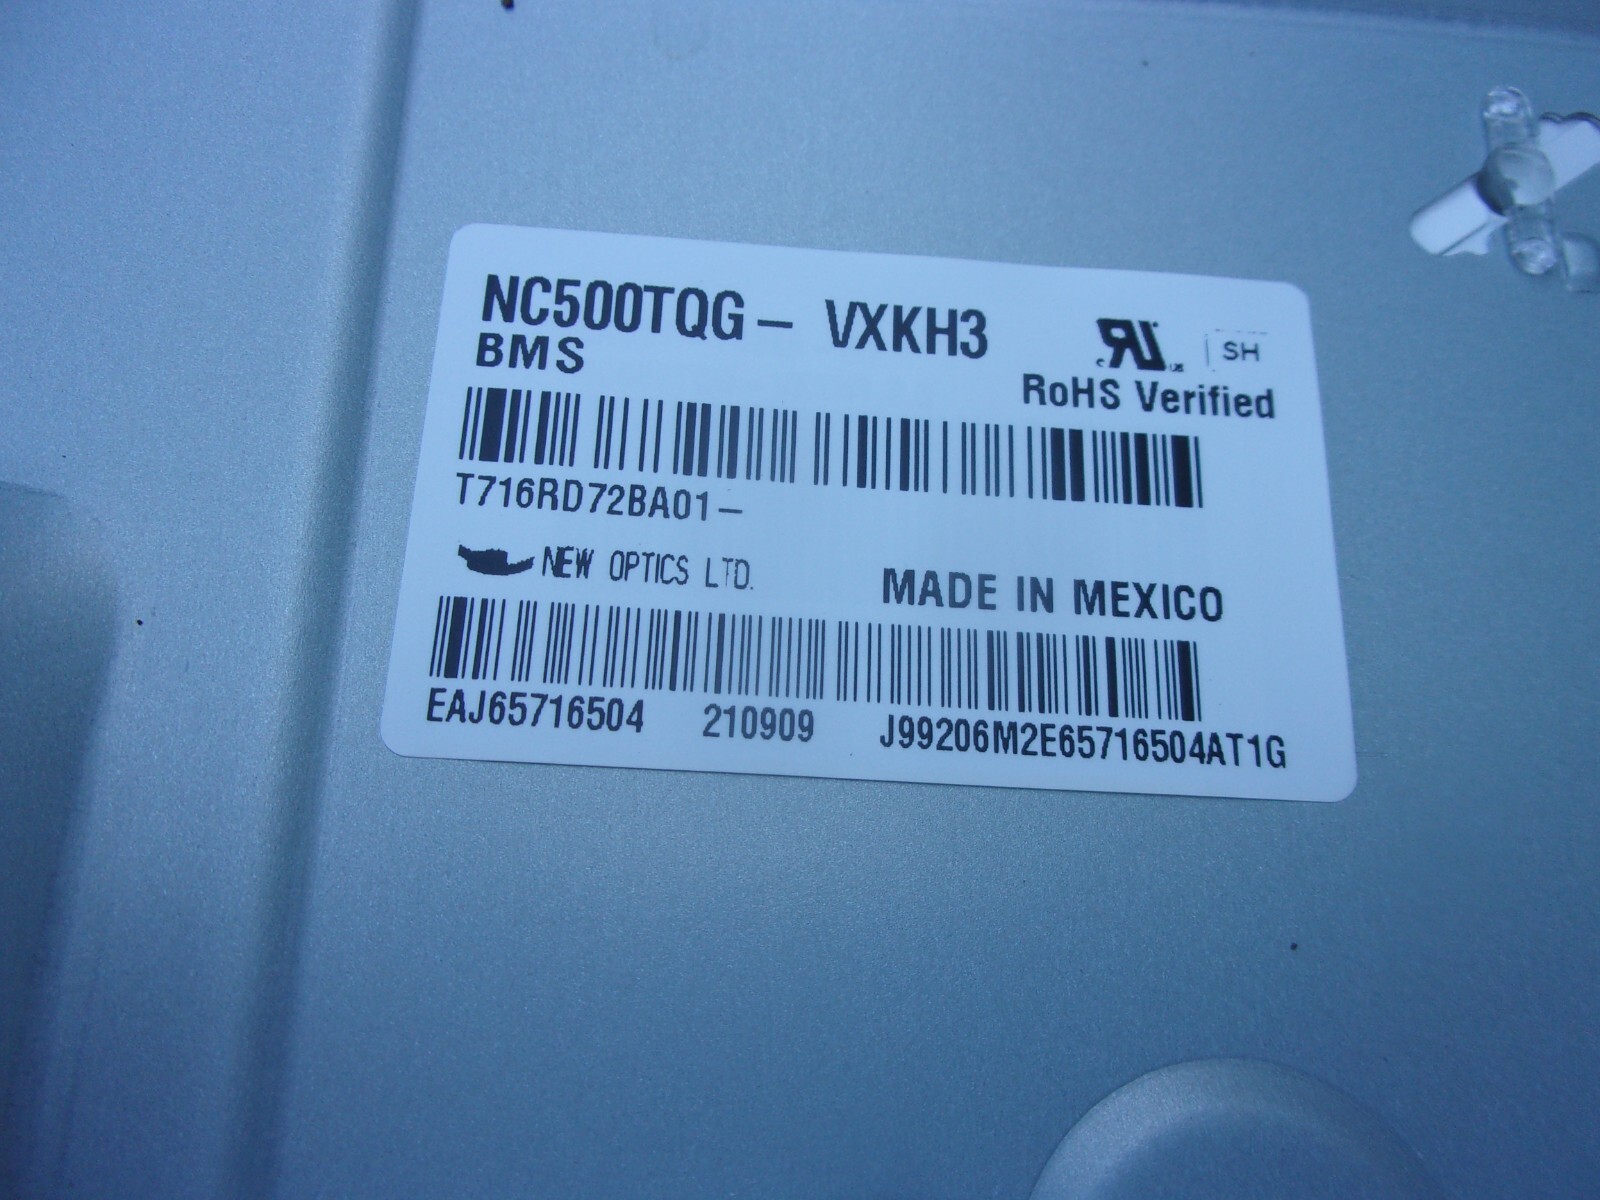 NC500TQG- VXKH3
BMS
SH
RoHS Verified
T716RD72BA01-
NEW OPTICS LTD.
MADE IN MEXICO
EAJ65716504 210909 J99206M2E65716504AT1G